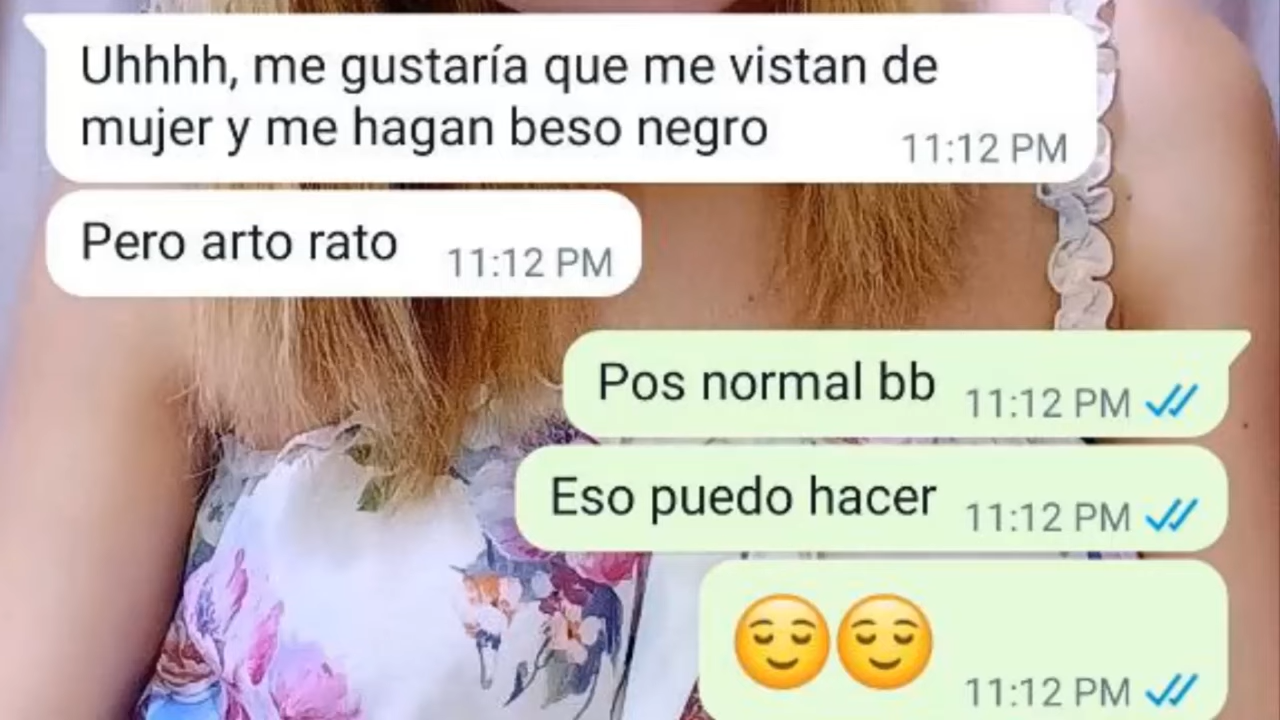 Uhhhh, me gustaría que me vistan de
mujer y me hagan beso negro
11:12 PM
Pero arto rato
11:12 PM
Pos normal bb
11:12 PM
Eso puedo hacer
11:12 PM
😌😌
11:12 PM